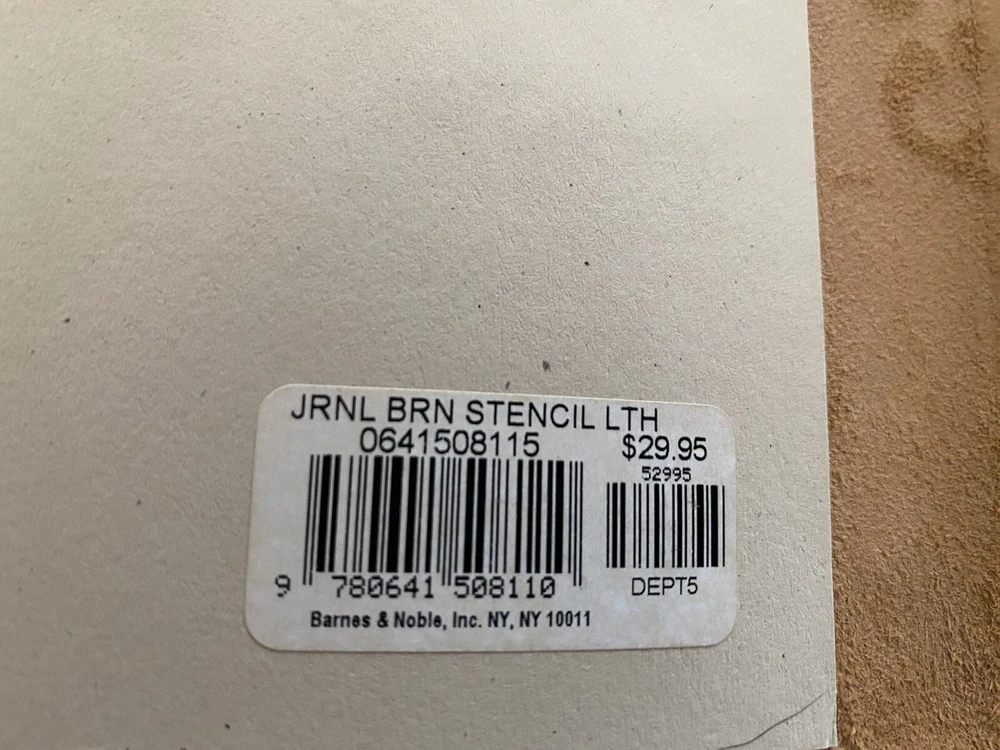 JRNL BRN STENCIL LTH
0641508115 $29.95
52995
9 780641 508110
DEPT5
Barnes & Noble, Inc. NY, NY 10011